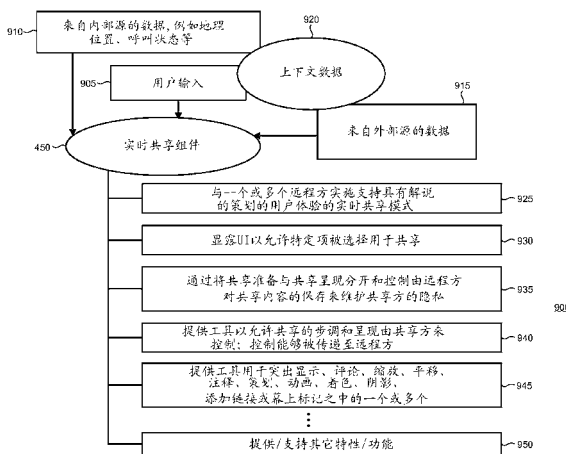 910
来自内部源的数据,例如地理
位置、呼叫状态等
920
上下文数据
905
用户输入
915
来自外部源的数据
450
实时共享组件
与--个或多个远程方实施支持具有解说
的策划的用户体验的实时共享模式
925
显露UI以允许特定项被选择用于共享
930
通过将共享准备与共享呈现分开和控制由远程方
对共享内容的保存来维护共享方的隐私
935
提供工具以允许共享的步调和呈现由共享方来
控制; 控制能够被传递至远程方
940
提供工具用于突出显示、评论、缩放、平移、
注释、策划、动画、着色、阴影、
添加链接或幕上标记之中的一个或多个
945
提供/支持其它特性/功能
950